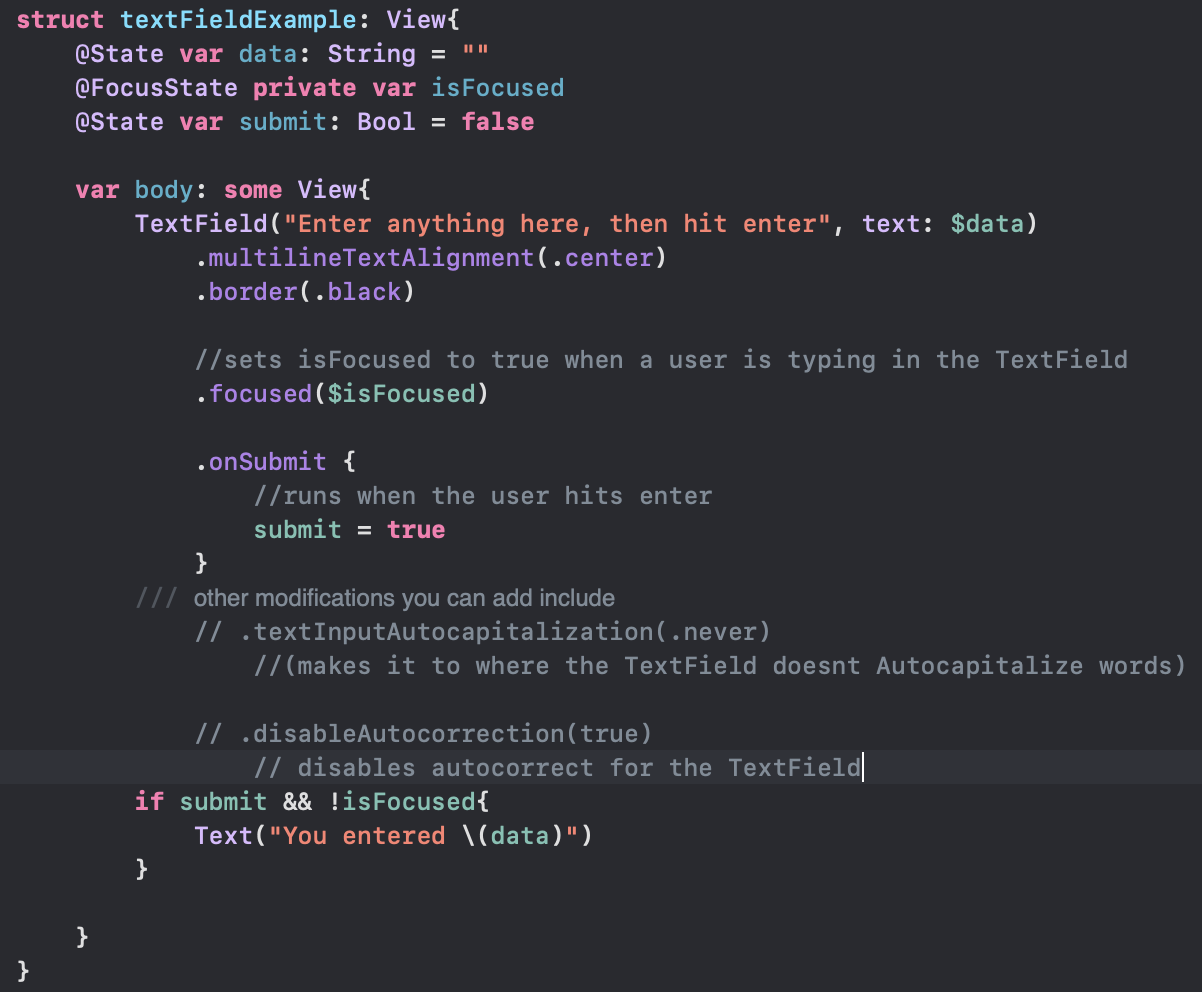 struct textFieldExample: View{
    @State var data: String = ""
    @FocusState private var isFocused
    @State var submit: Bool = false

    var body: some View{
        TextField("Enter anything here, then hit enter", text: $data)
            .multilineTextAlignment(.center)
            .border(.black)

            //sets isFocused to true when a user is typing in the TextField
            .focused($isFocused)

            .onSubmit {
                //runs when the user hits enter
                submit = true
            }
        /// other modifications you can add include
            // .textInputAutocapitalization(.never)
                //(makes it to where the TextField doesnt Autocapitalize words)

            // .disableAutocorrection(true)
                // disables autocorrect for the TextField
        if submit && !isFocused{
            Text("You entered \(data)")
        }

    }
}